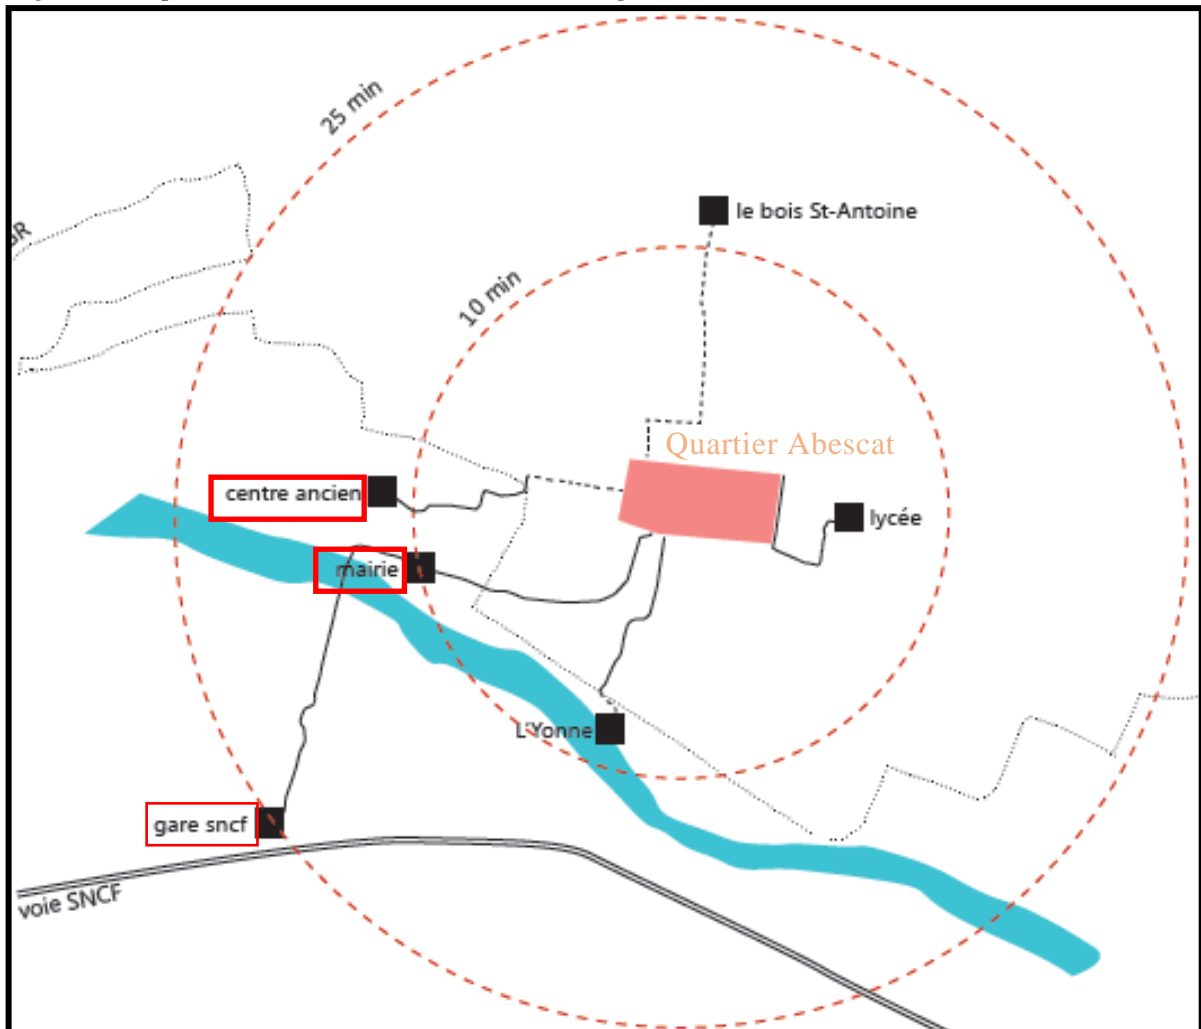 25 min
le bois St-Antoine
10 min
Quartier Abescat
centre ancien
lycée
mairie
L'Yonne
gare sncf
voie SNCF